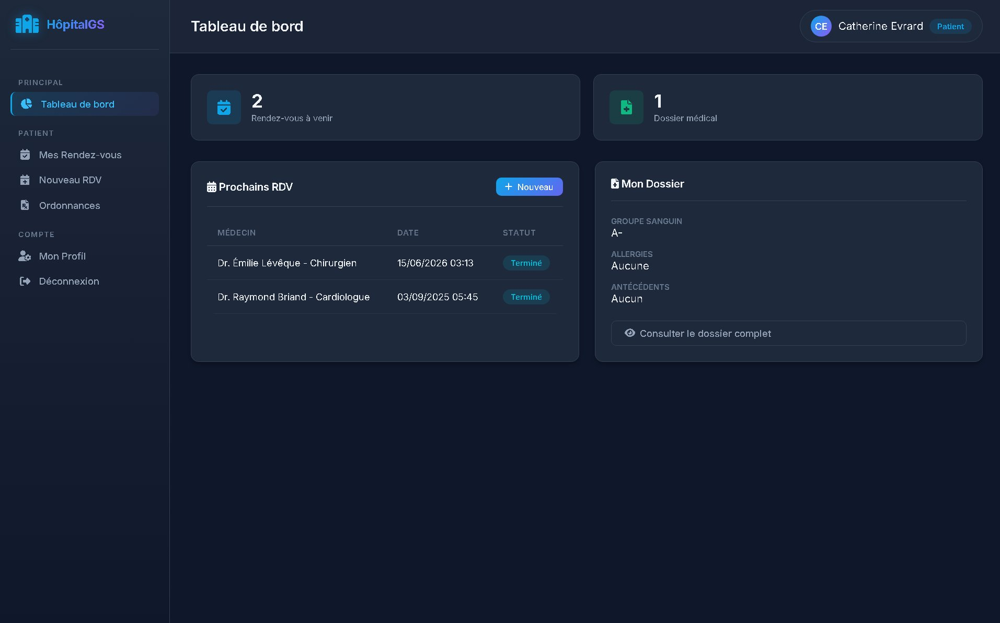 HôpitalGS
PRINCIPAL
Tableau de bord
PATIENT
Mes Rendez-vous
Nouveau RDV
Ordonnances
COMPTE
Mon Profil
Déconnexion
Tableau de bord
CE Catherine Evrard Patient
2
Rendez-vous à venir
1
Dossier médical
Prochains RDV
Nouveau
MÉDECIN DATE STATUT
Dr. Émilie Lévêque - Chirurgien 15/06/2026 03:13 Terminé
Dr. Raymond Briand - Cardiologue 03/09/2025 05:45 Terminé
Mon Dossier
GROUPE SANGUIN
A-
ALLERGIES
Aucune
ANTÉCÉDENTS
Aucun
Consulter le dossier complet